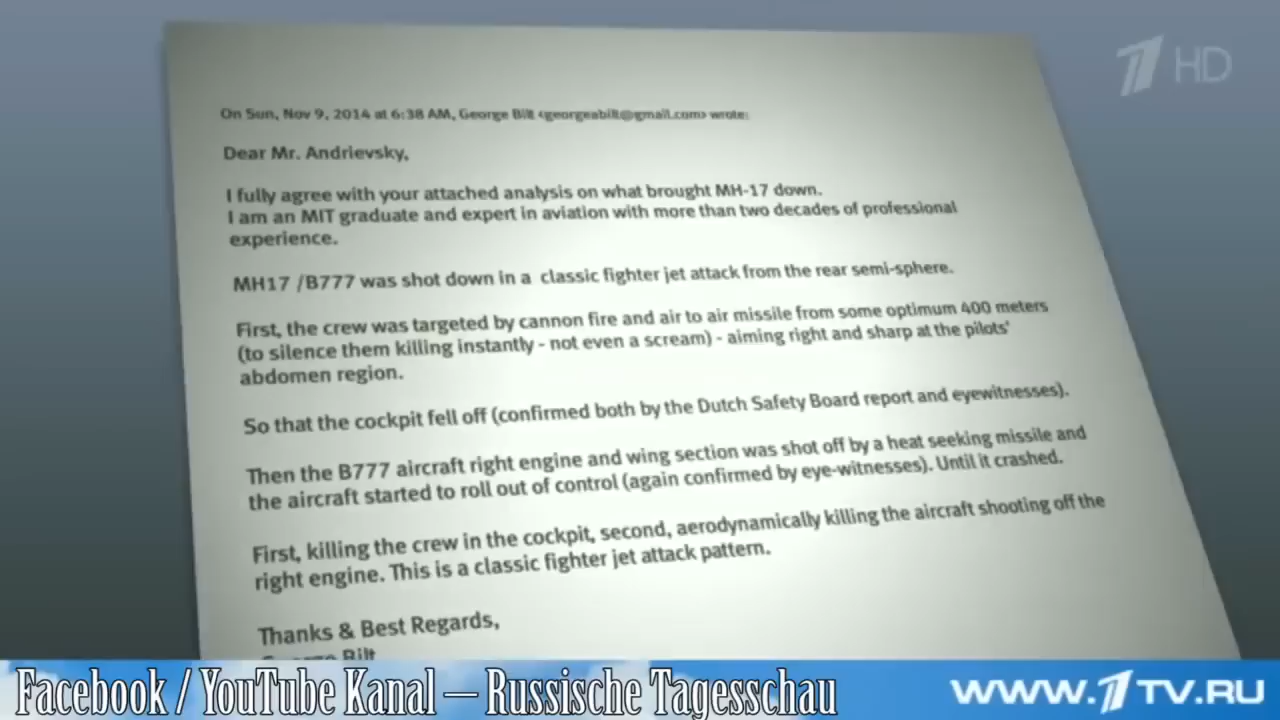 HD
On Sun, Nov 9, 2014 at 6:38 AM, George Bilt <georgeabilt@gmail.com> wrote:
Dear Mr. Andrievsky,
I fully agree with your attached analysis on what brought MH-17 down.
I am an MIT graduate and expert in aviation with more than two decades of professional
experience.
MH17 /B777 was shot down in a classic fighter jet attack from the rear semi-sphere.
First, the crew was targeted by cannon fire and air to air missile from some optimum 400 meters
(to silence them killing instantly - not even a scream) - aiming right and sharp at the pilots'
abdomen region.
So that the cockpit fell off (confirmed both by the Dutch Safety Board report and eyewitnesses).
Then the B777 aircraft right engine and wing section was shot off by a heat seeking missile and
the aircraft started to roll out of control (again confirmed by eye-witnesses). Until it crashed.
First, killing the crew in the cockpit, second, aerodynamically killing the aircraft shooting off the
right engine. This is a classic fighter jet attack pattern.
Thanks & Best Regards,
George Bilt
Facebook / YouTube Kanal — Russische Tagesschau
WWW.1TV.RU